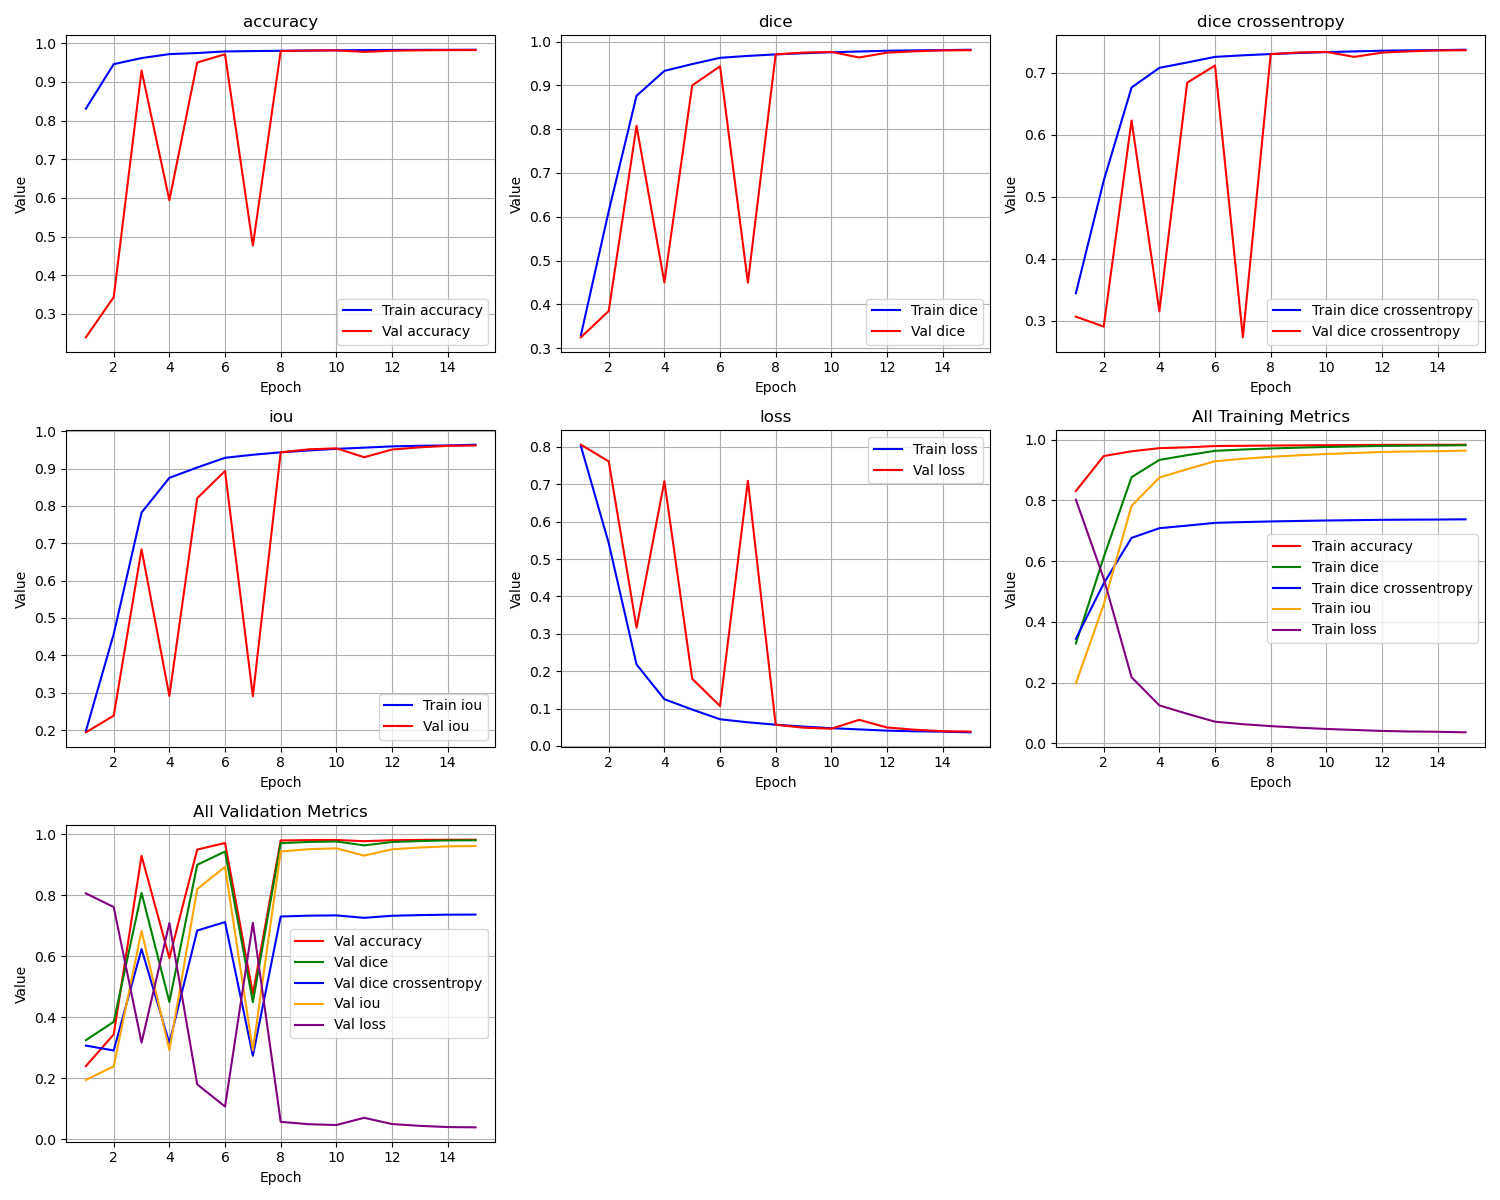 accuracy
Value
1.0
0.9
0.8
0.7
0.6
0.5
0.4
0.3
Train accuracy
Val accuracy
2 4 6 8 10 12 14
Epoch
dice
Value
1.0
0.9
0.8
0.7
0.6
0.5
0.4
0.3
Train dice
Val dice
2 4 6 8 10 12 14
Epoch
dice crossentropy
Value
0.7
0.6
0.5
0.4
0.3
Train dice crossentropy
Val dice crossentropy
2 4 6 8 10 12 14
Epoch
iou
Value
1.0
0.9
0.8
0.7
0.6
0.5
0.4
0.3
0.2
Train iou
Val iou
2 4 6 8 10 12 14
Epoch
loss
Value
0.8
0.7
0.6
0.5
0.4
0.3
0.2
0.1
0.0
Train loss
Val loss
2 4 6 8 10 12 14
Epoch
All Training Metrics
Value
1.0
0.8
0.6
0.4
0.2
0.0
Train accuracy
Train dice
Train dice crossentropy
Train iou
Train loss
2 4 6 8 10 12 14
Epoch
All Validation Metrics
Value
1.0
0.8
0.6
0.4
0.2
0.0
Val accuracy
Val dice
Val dice crossentropy
Val iou
Val loss
2 4 6 8 10 12 14
Epoch